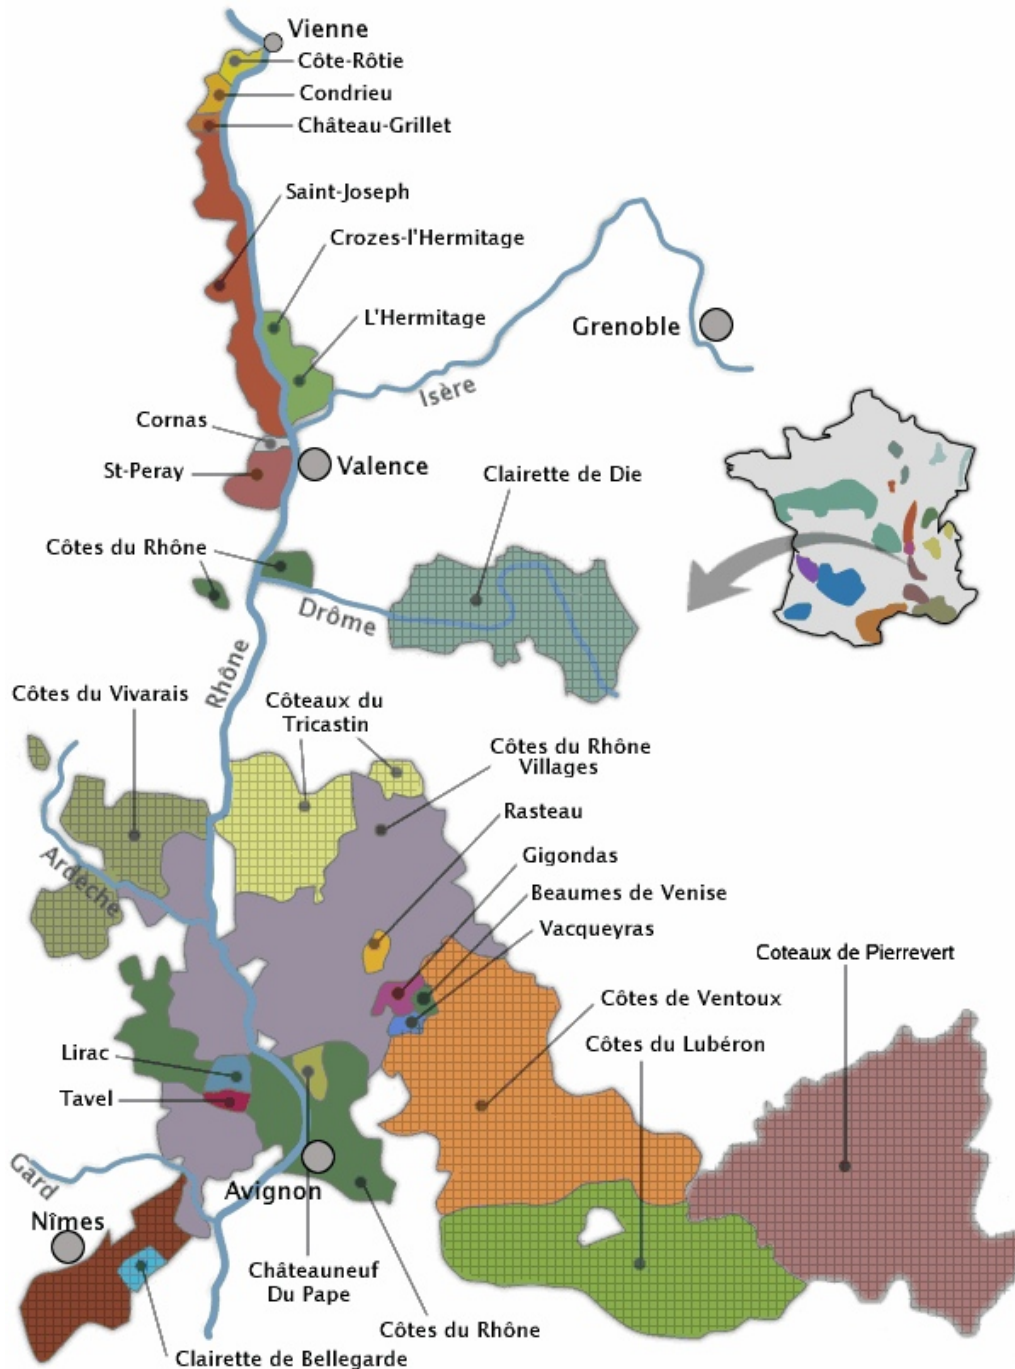 Vienne
Côte-Rôtie
Condrieu
Château-Grillet
Saint-Joseph
Crozes-l'Hermitage
L'Hermitage
Grenoble
Isère
Cornas
Valence
St-Peray
Clairette de Die
Côtes du Rhône
Drôme
Rhône
Côtes du Vivarais
Côteaux du
Tricastin
Côtes du Rhône
Villages
Rasteau
Ardèche
Gigondas
Beaumes de Venise
Vacqueyras
Coteaux de Pierrevert
Côtes de Ventoux
Côtes du Lubéron
Lirac
Tavel
Gard
Avignon
Nîmes
Châteauneuf
Du Pape
Côtes du Rhône
Clairette de Bellegarde